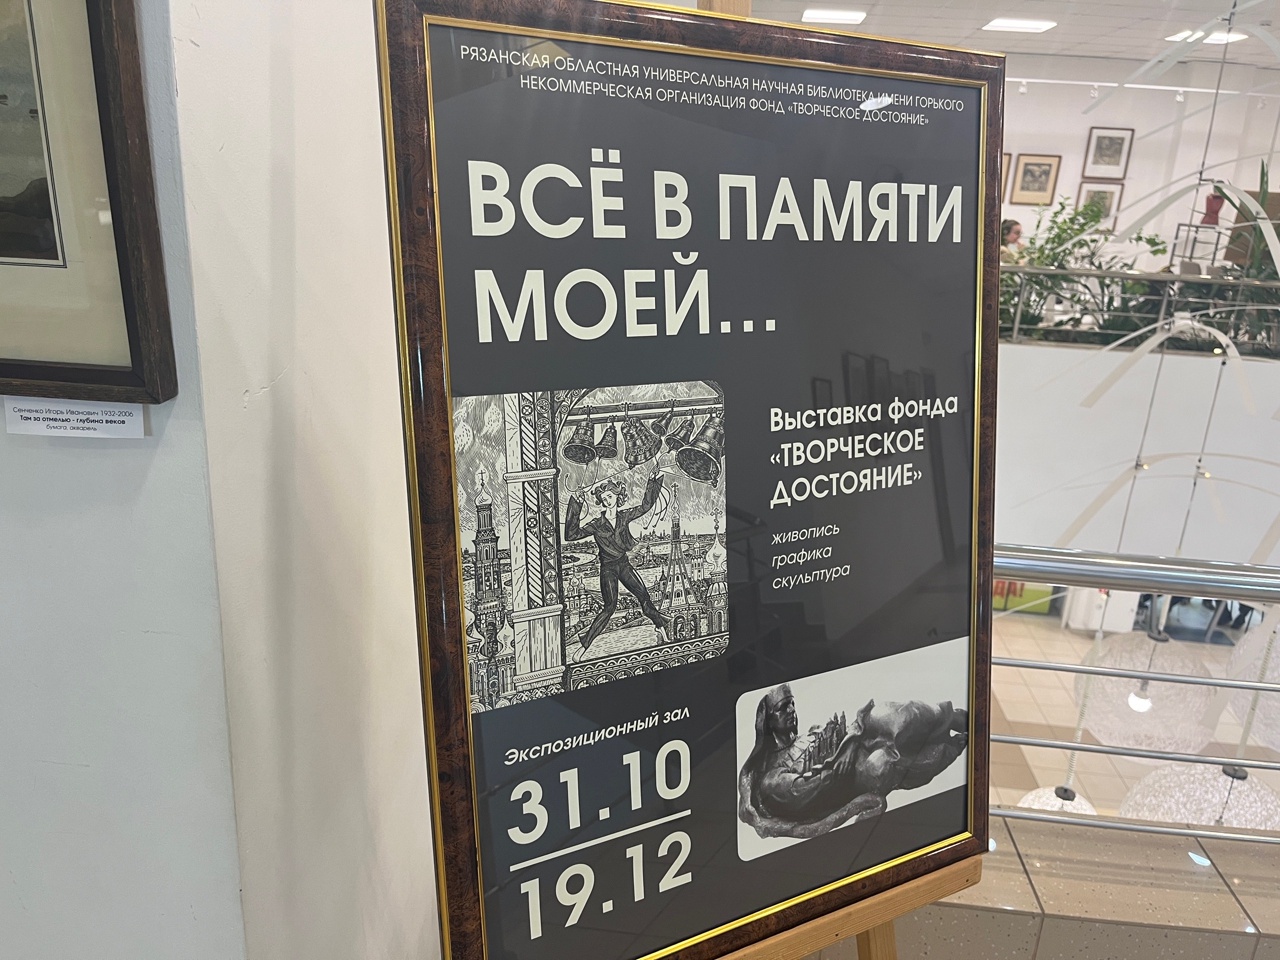 РЯЗАНСКАЯ ОБЛАСТНАЯ УНИВЕРСАЛЬНАЯ НАУЧНАЯ БИБЛИОТЕКА ИМЕНИ ГОРЬКОГО
НЕКОММЕРЧЕСКАЯ ОРГАНИЗАЦИЯ ФОНД «ТВОРЧЕСКОЕ ДОСТОЯНИЕ»
ВСЁ В ПАМЯТИ
МОЕЙ...
Выставка фонда
«ТВОРЧЕСКОЕ
ДОСТОЯНИЕ»
живопись
графика
скульптура
Экспозиционный зал
31.10
19.12
Сенченко Игорь Иванович 1932-2006
Там за отмелью - глубина веков
бумага, акварель